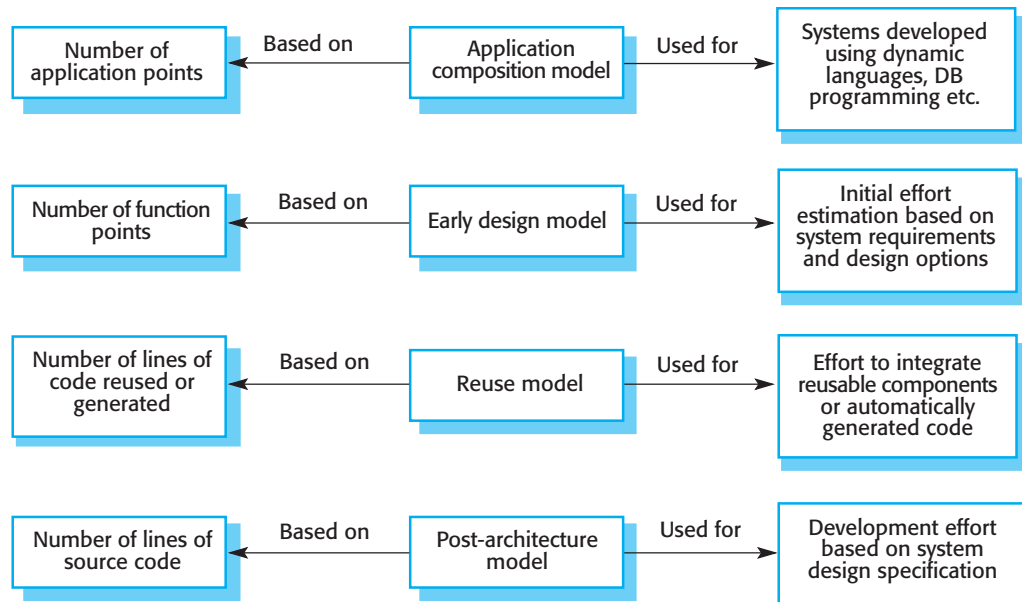 Number of
application points
Based on
Application
composition model
Used for
Systems developed
using dynamic
languages, DB
programming etc.
Number of function
points
Based on
Early design model
Used for
Initial effort
estimation based on
system requirements
and design options
Number of lines of
code reused or
generated
Based on
Reuse model
Used for
Effort to integrate
reusable components
or automatically
generated code
Number of lines of
source code
Based on
Post-architecture
model
Used for
Development effort
based on system
design specification